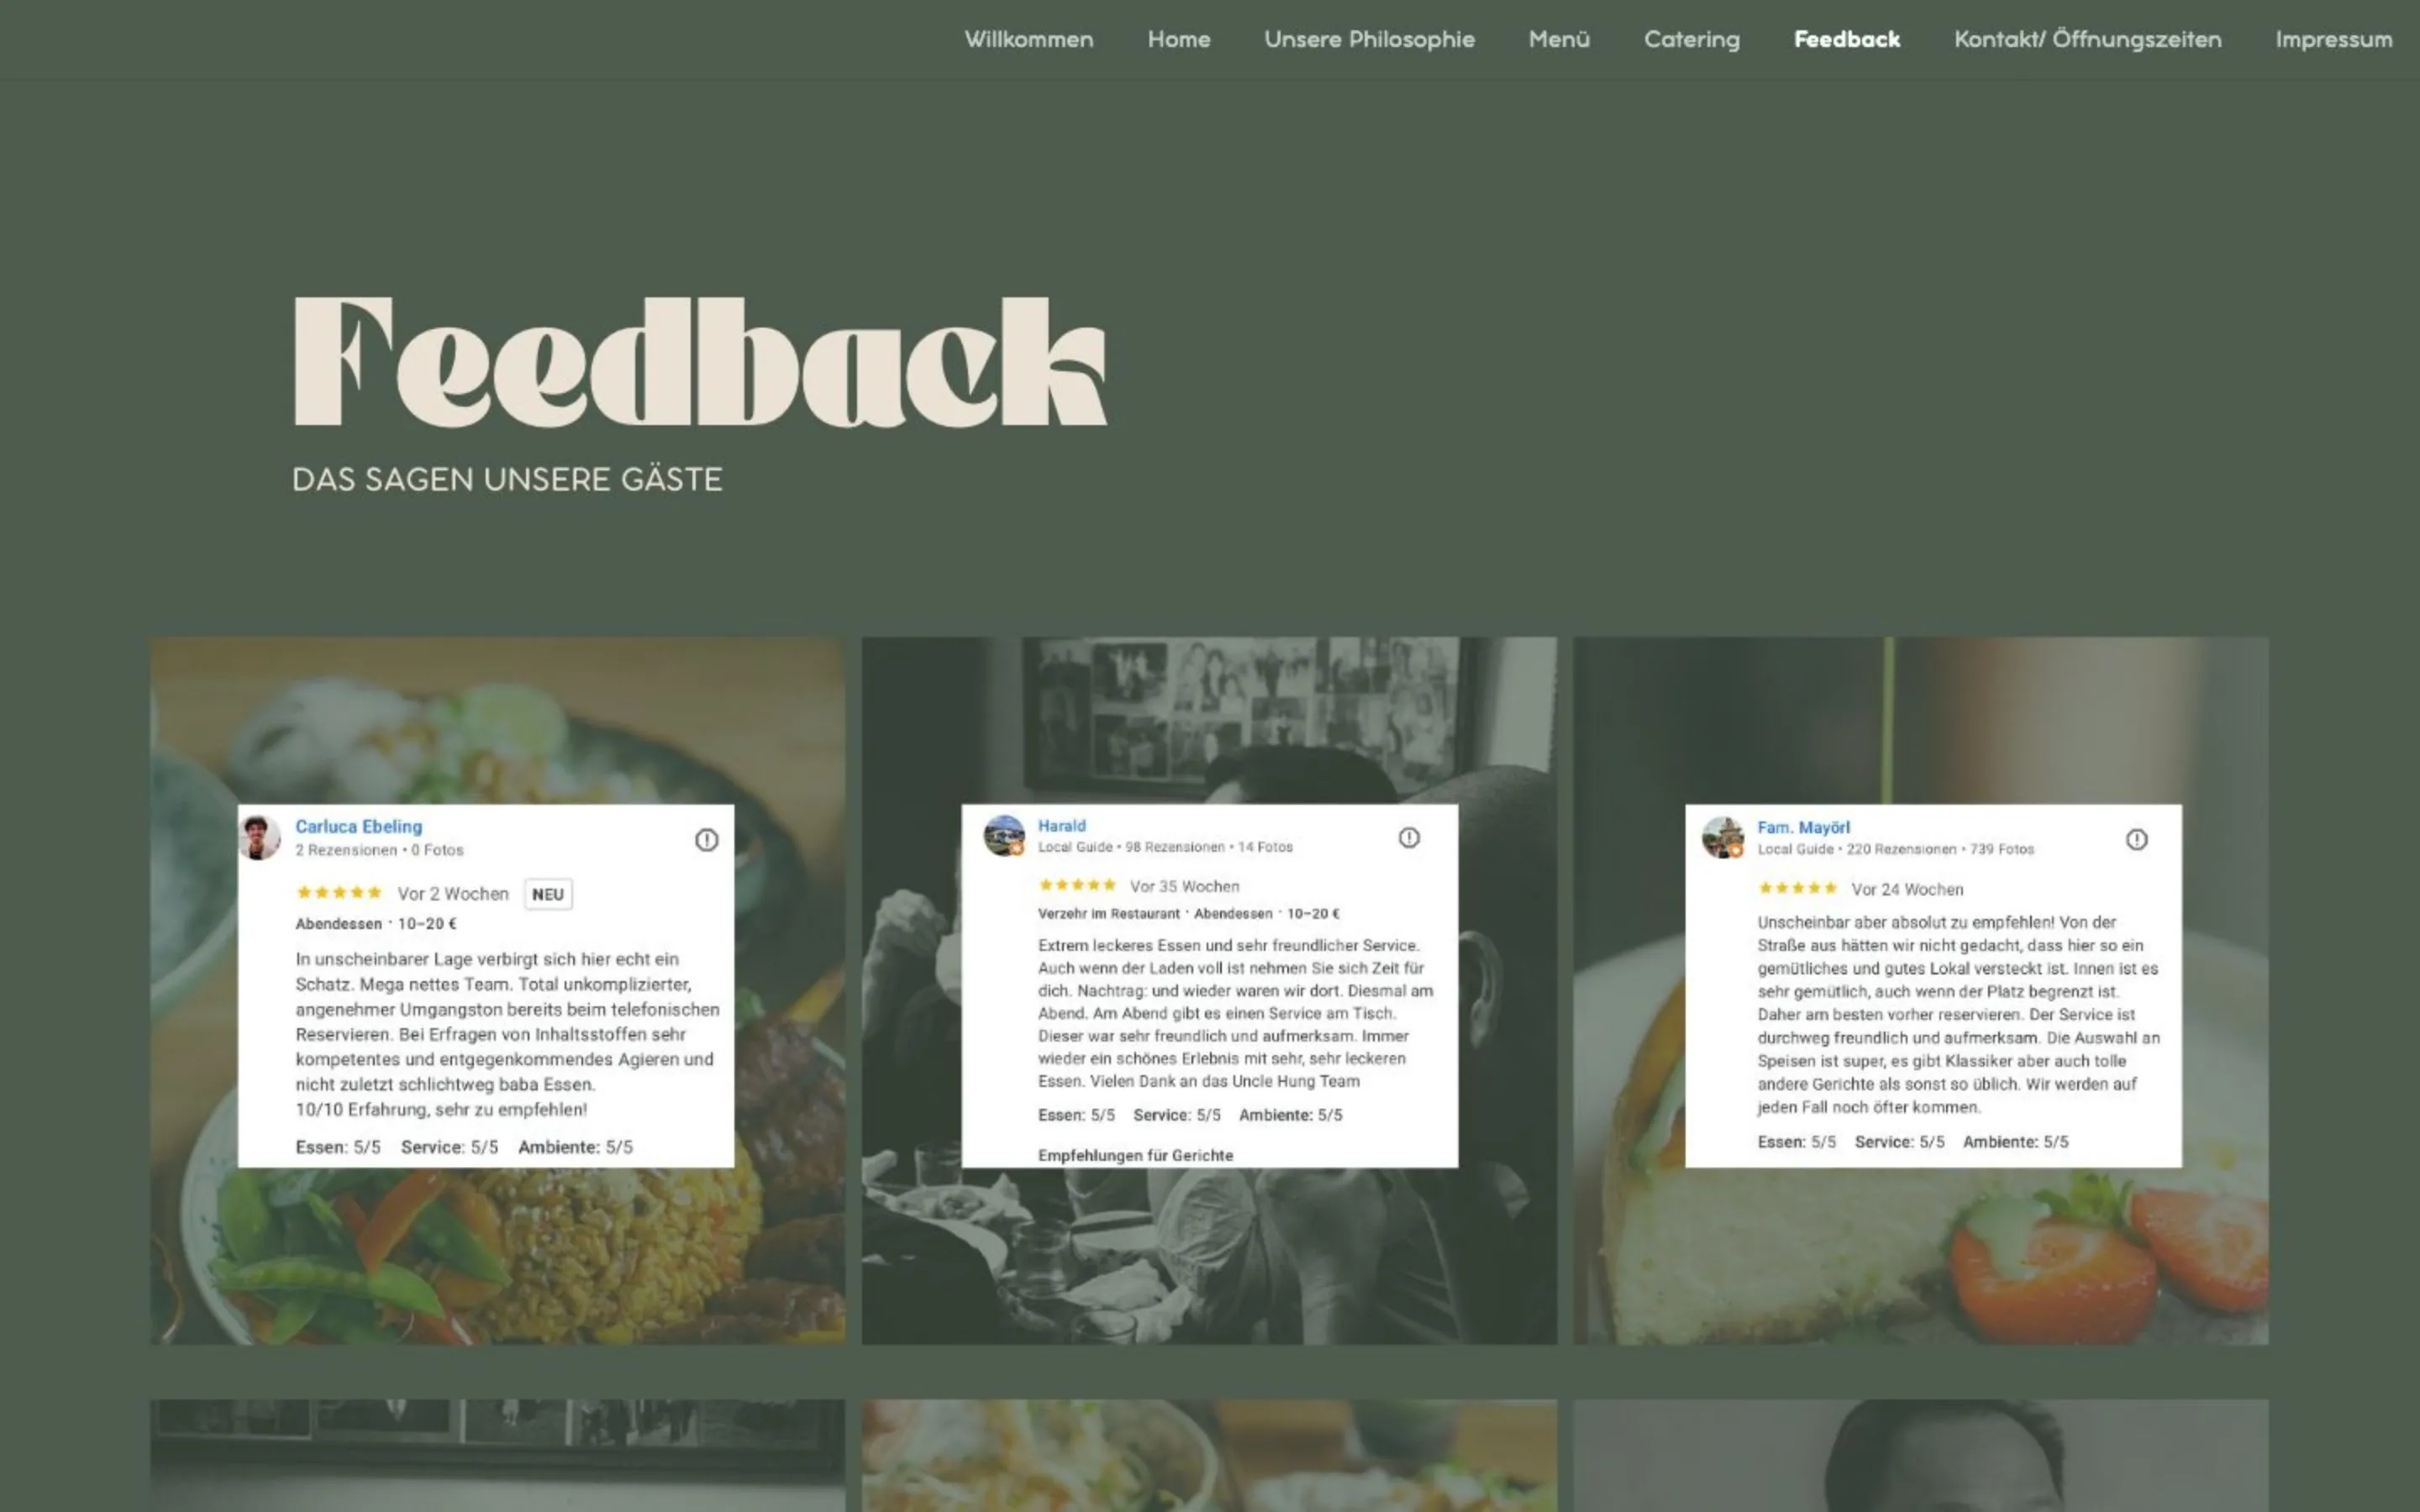 Willkommen Home Unsere Philosophie Menü Catering Feedback Kontakt/ Öffnungszeiten Impressum
Feedback
DAS SAGEN UNSERE GÄSTE
Carluca Ebeling
2 Rezensionen • 0 Fotos
Vor 2 Wochen NEU
Abendessen · 10–20 €
In unscheinbarer Lage verbirgt sich hier echt ein
Schatz. Mega nettes Team. Total unkomplizierter,
angenehmer Umgangston bereits beim telefonischen
Reservieren. Bei Erfragen von Inhaltsstoffen sehr
kompetentes und entgegenkommendes Agieren und
nicht zuletzt schlichtweg baba Essen.
10/10 Erfahrung, sehr zu empfehlen!
Essen: 5/5 Service: 5/5 Ambiente: 5/5
Harald
Local Guide • 98 Rezensionen • 14 Fotos
Vor 35 Wochen
Verzehr im Restaurant · Abendessen · 10–20 €
Extrem leckeres Essen und sehr freundlicher Service.
Auch wenn der Laden voll ist nehmen Sie sich Zeit für
dich. Nachtrag: und wieder waren wir dort. Diesmal am
Abend. Am Abend gibt es einen Service am Tisch.
Dieser war sehr freundlich und aufmerksam. Immer
wieder ein schönes Erlebnis mit sehr, sehr leckeren
Essen. Vielen Dank an das Uncle Hung Team
Essen: 5/5 Service: 5/5 Ambiente: 5/5
Empfehlungen für Gerichte
Fam. Mayörl
Local Guide • 220 Rezensionen • 739 Fotos
Vor 24 Wochen
Unscheinbar aber absolut zu empfehlen! Von der
Straße aus hätten wir nicht gedacht, dass hier so ein
gemütliches und gutes Lokal versteckt ist. Innen ist es
sehr gemütlich, auch wenn der Platz begrenzt ist.
Daher am besten vorher reservieren. Der Service ist
durchweg freundlich und aufmerksam. Die Auswahl an
Speisen ist super, es gibt Klassiker aber auch tolle
andere Gerichte als sonst so üblich. Wir werden auf
jeden Fall noch öfter kommen.
Essen: 5/5 Service: 5/5 Ambiente: 5/5